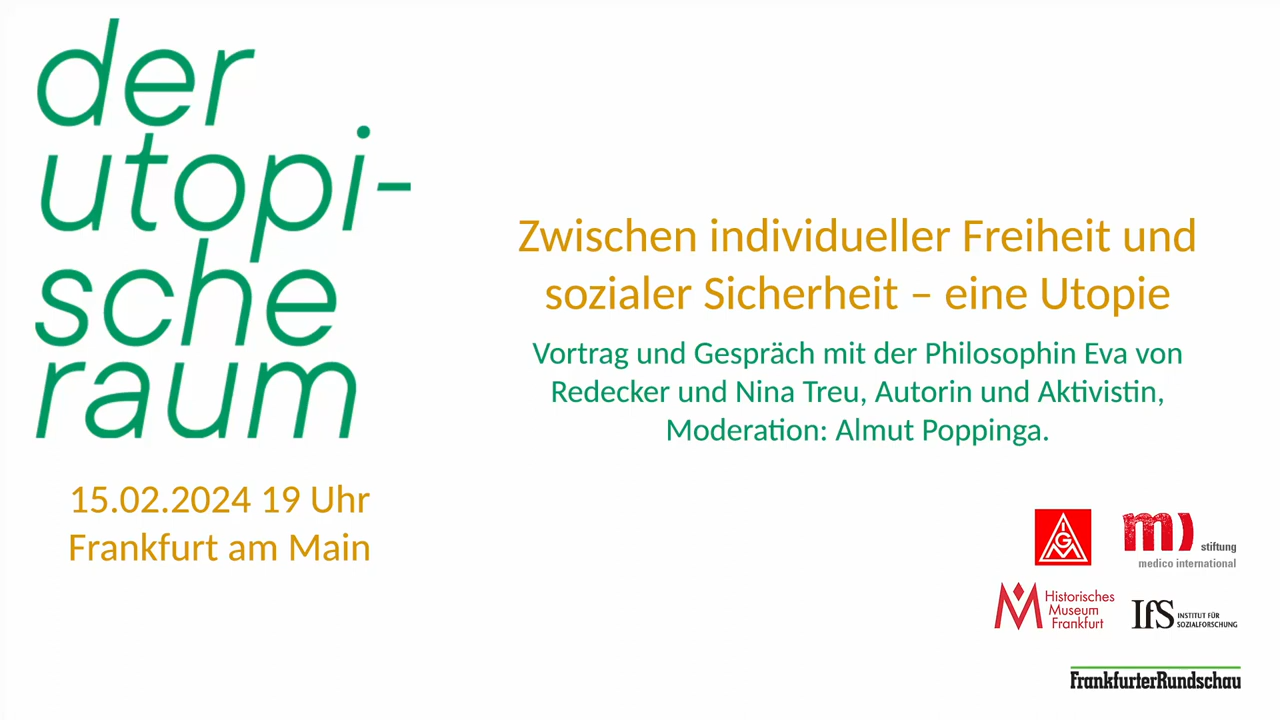 der
utopi-
sche
raum
15.02.2024 19 Uhr
Frankfurt am Main
Zwischen individueller Freiheit und
sozialer Sicherheit – eine Utopie
Vortrag und Gespräch mit der Philosophin Eva von
Redecker und Nina Treu, Autorin und Aktivistin,
Moderation: Almut Poppinga.
IGM
m)
stiftung
medico international
Historisches
Museum
Frankfurt
IfS INSTITUT FÜR
SOZIALFORSCHUNG
FrankfurterRundschau